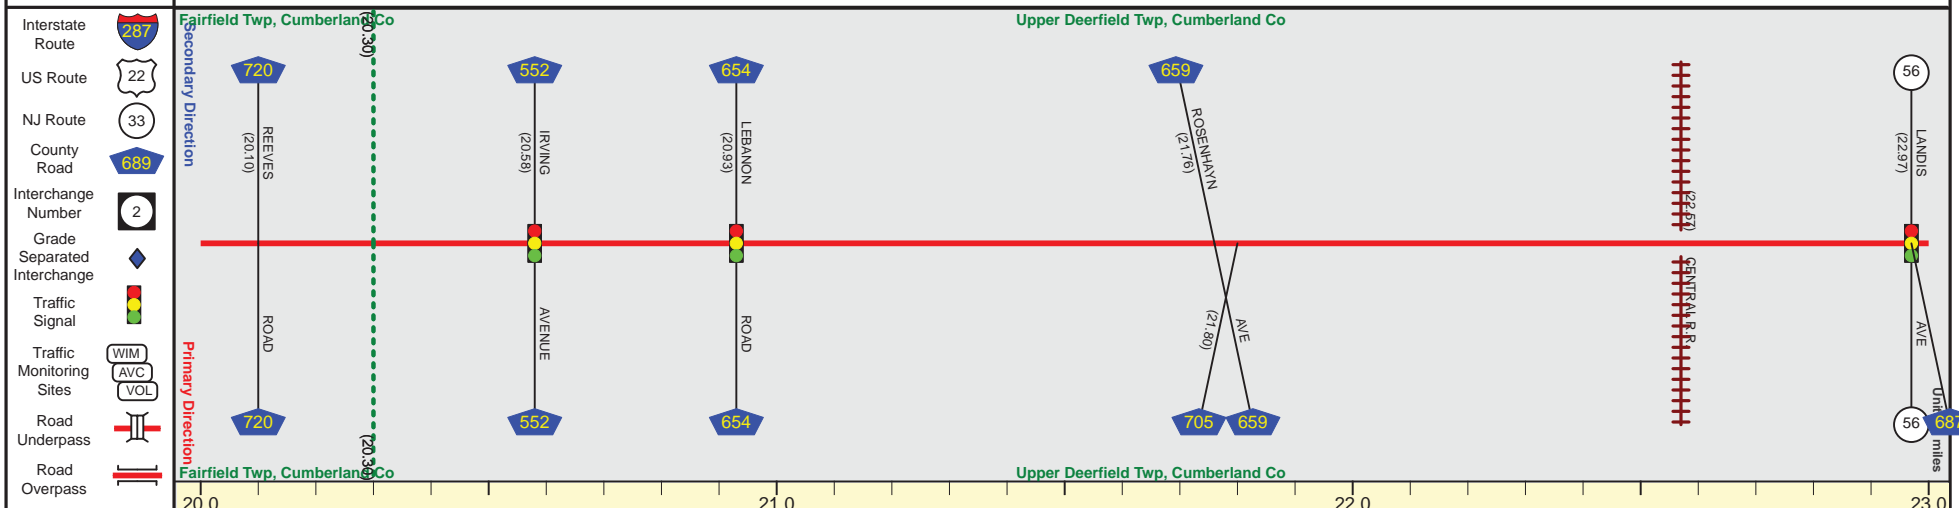 Interstate
Route
287
US Route
22
NJ Route
33
County
Road
689
Interchange
Number
2
Grade
Separated
Interchange
Traffic
Signal
Traffic
Monitoring
Sites
WIM
AVC
VOL
Road
Underpass
Road
Overpass
Secondary Direction
Primary Direction
Fairfield Twp, Cumberland Co
Upper Deerfield Twp, Cumberland Co
(20.30)
720
552
654
659
56
REEVES
(20.10)
IRVING
(20.58)
LEBANON
(20.93)
ROSENHAYN
(21.76)
(22.57)
LANDIS
(22.97)
ROAD
AVENUE
ROAD
(21.80)
AVE
CENTRAL R.R
AVE
720
552
654
705
659
56
687
miles
(20.30)
Fairfield Twp, Cumberland Co
Upper Deerfield Twp, Cumberland Co
20.0
21.0
22.0
23.0